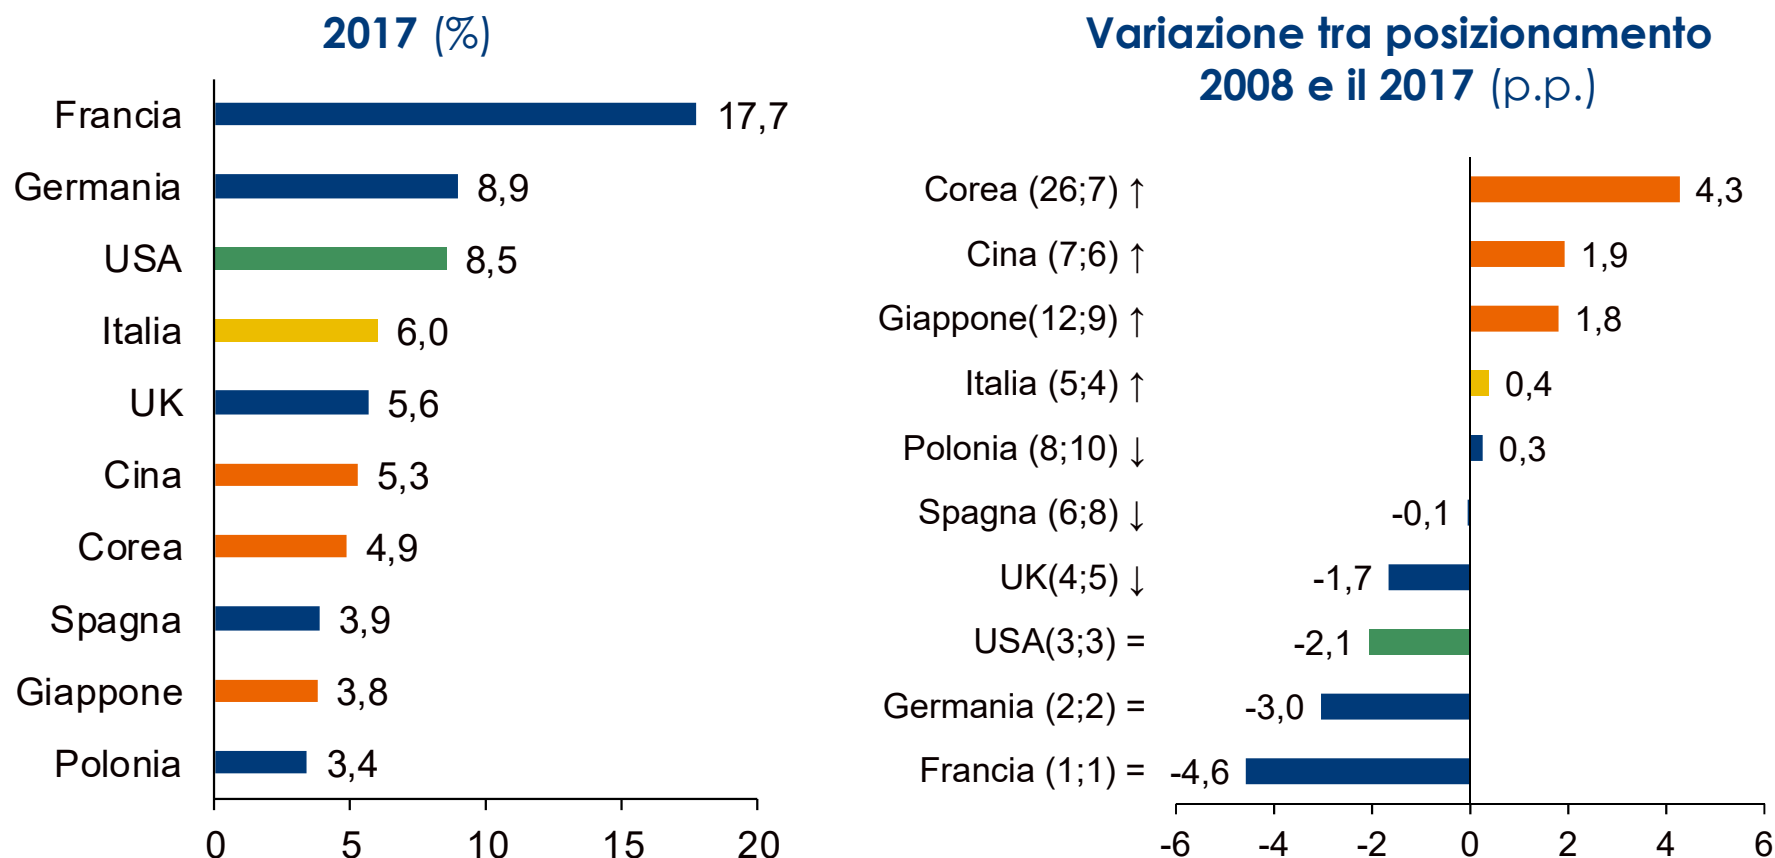 2017 (%)
Francia 17,7
Germania 8,9
USA 8,5
Italia 6,0
UK 5,6
Cina 5,3
Corea 4,9
Spagna 3,9
Giappone 3,8
Polonia 3,4
0 5 10 15 20
Variazione tra posizionamento
2008 e il 2017 (p.p.)
Corea (26;7) ↑ 4,3
Cina (7;6) ↑ 1,9
Giappone(12;9) ↑ 1,8
Italia (5;4) ↑ 0,4
Polonia (8;10) ↓ 0,3
Spagna (6;8) ↓ -0,1
UK(4;5) ↓ -1,7
USA(3;3) = -2,1
Germania (2;2) = -3,0
Francia (1;1) = -4,6
-6 -4 -2 0 2 4 6